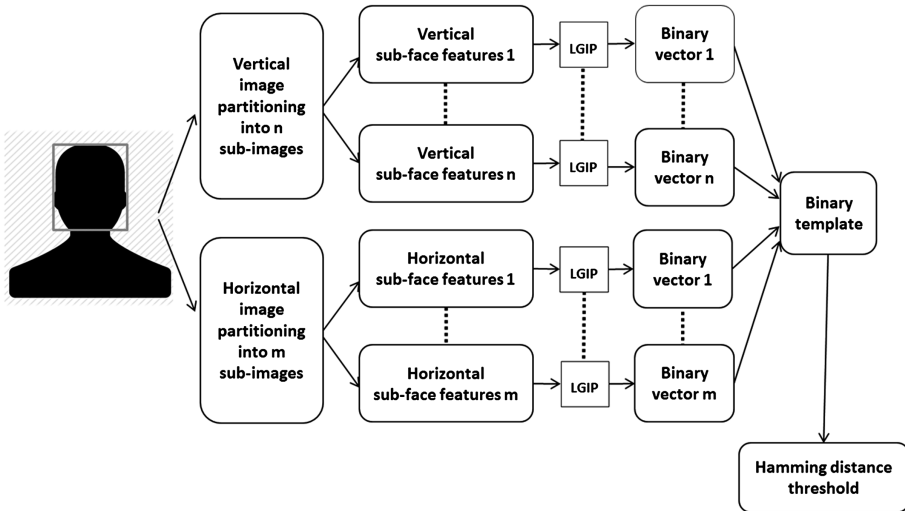 Vertical
image
partitioning
into n
sub-images
Vertical
sub-face features 1
LGIP
Binary
vector 1
Vertical
sub-face features n
LGIP
Binary
vector n
Horizontal
image
partitioning
into m
sub-images
Horizontal
sub-face features 1
LGIP
Binary
vector 1
Horizontal
sub-face features m
LGIP
Binary
vector m
Binary
template
Hamming distance
threshold